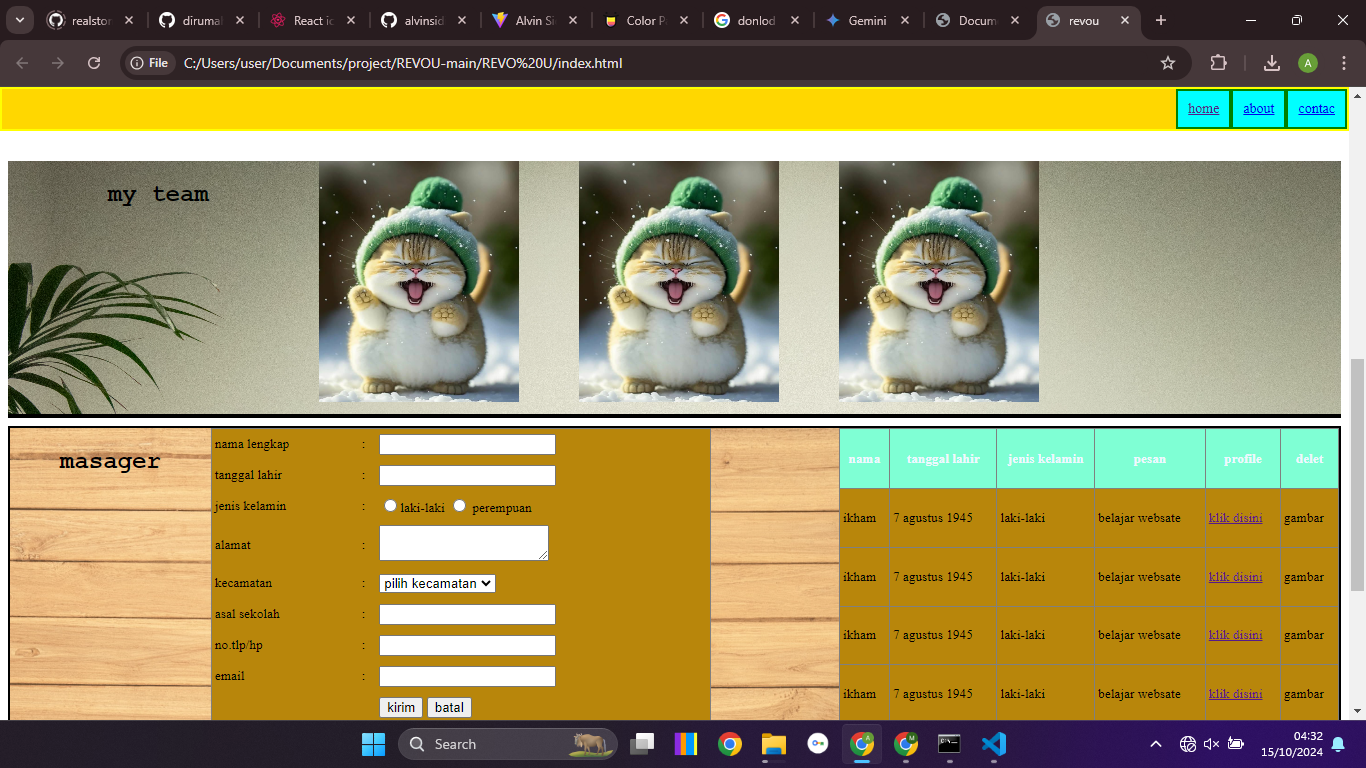 realstor
dirumal
React ic
alvinsid
Alvin Si
Color P
donlod
Gemini
Docum
revou
File
C:/Users/user/Documents/project/REVOU-main/REVO%20U/index.html
A
home about contac
my team
masager
nama lengkap :
tanggal lahir :
jenis kelamin : laki-laki perempuan
alamat :
kecamatan : pilih kecamatan
asal sekolah :
no.tlp/hp :
email :
kirim batal
nama tanggal lahir jenis kelamin pesan profile delet
ikham 7 agustus 1945 laki-laki belajar websate klik disini gambar
ikham 7 agustus 1945 laki-laki belajar websate klik disini gambar
ikham 7 agustus 1945 laki-laki belajar websate klik disini gambar
ikham 7 agustus 1945 laki-laki belajar websate klik disini gambar
Search
04:32
15/10/2024